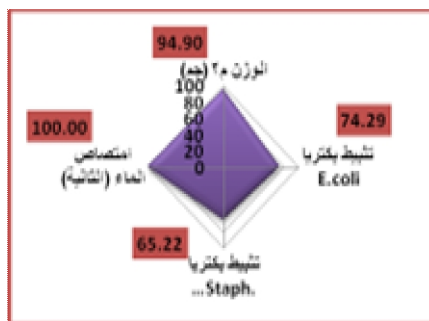 94.90
الوزن م٢ (جم)
100
80
60
40
20
0
74.29
تثبيط بكتريا
E.coli
65.22
تثبيط بكتريا
Staph. ...
100.00
امتصاص
الماء (الثانية)